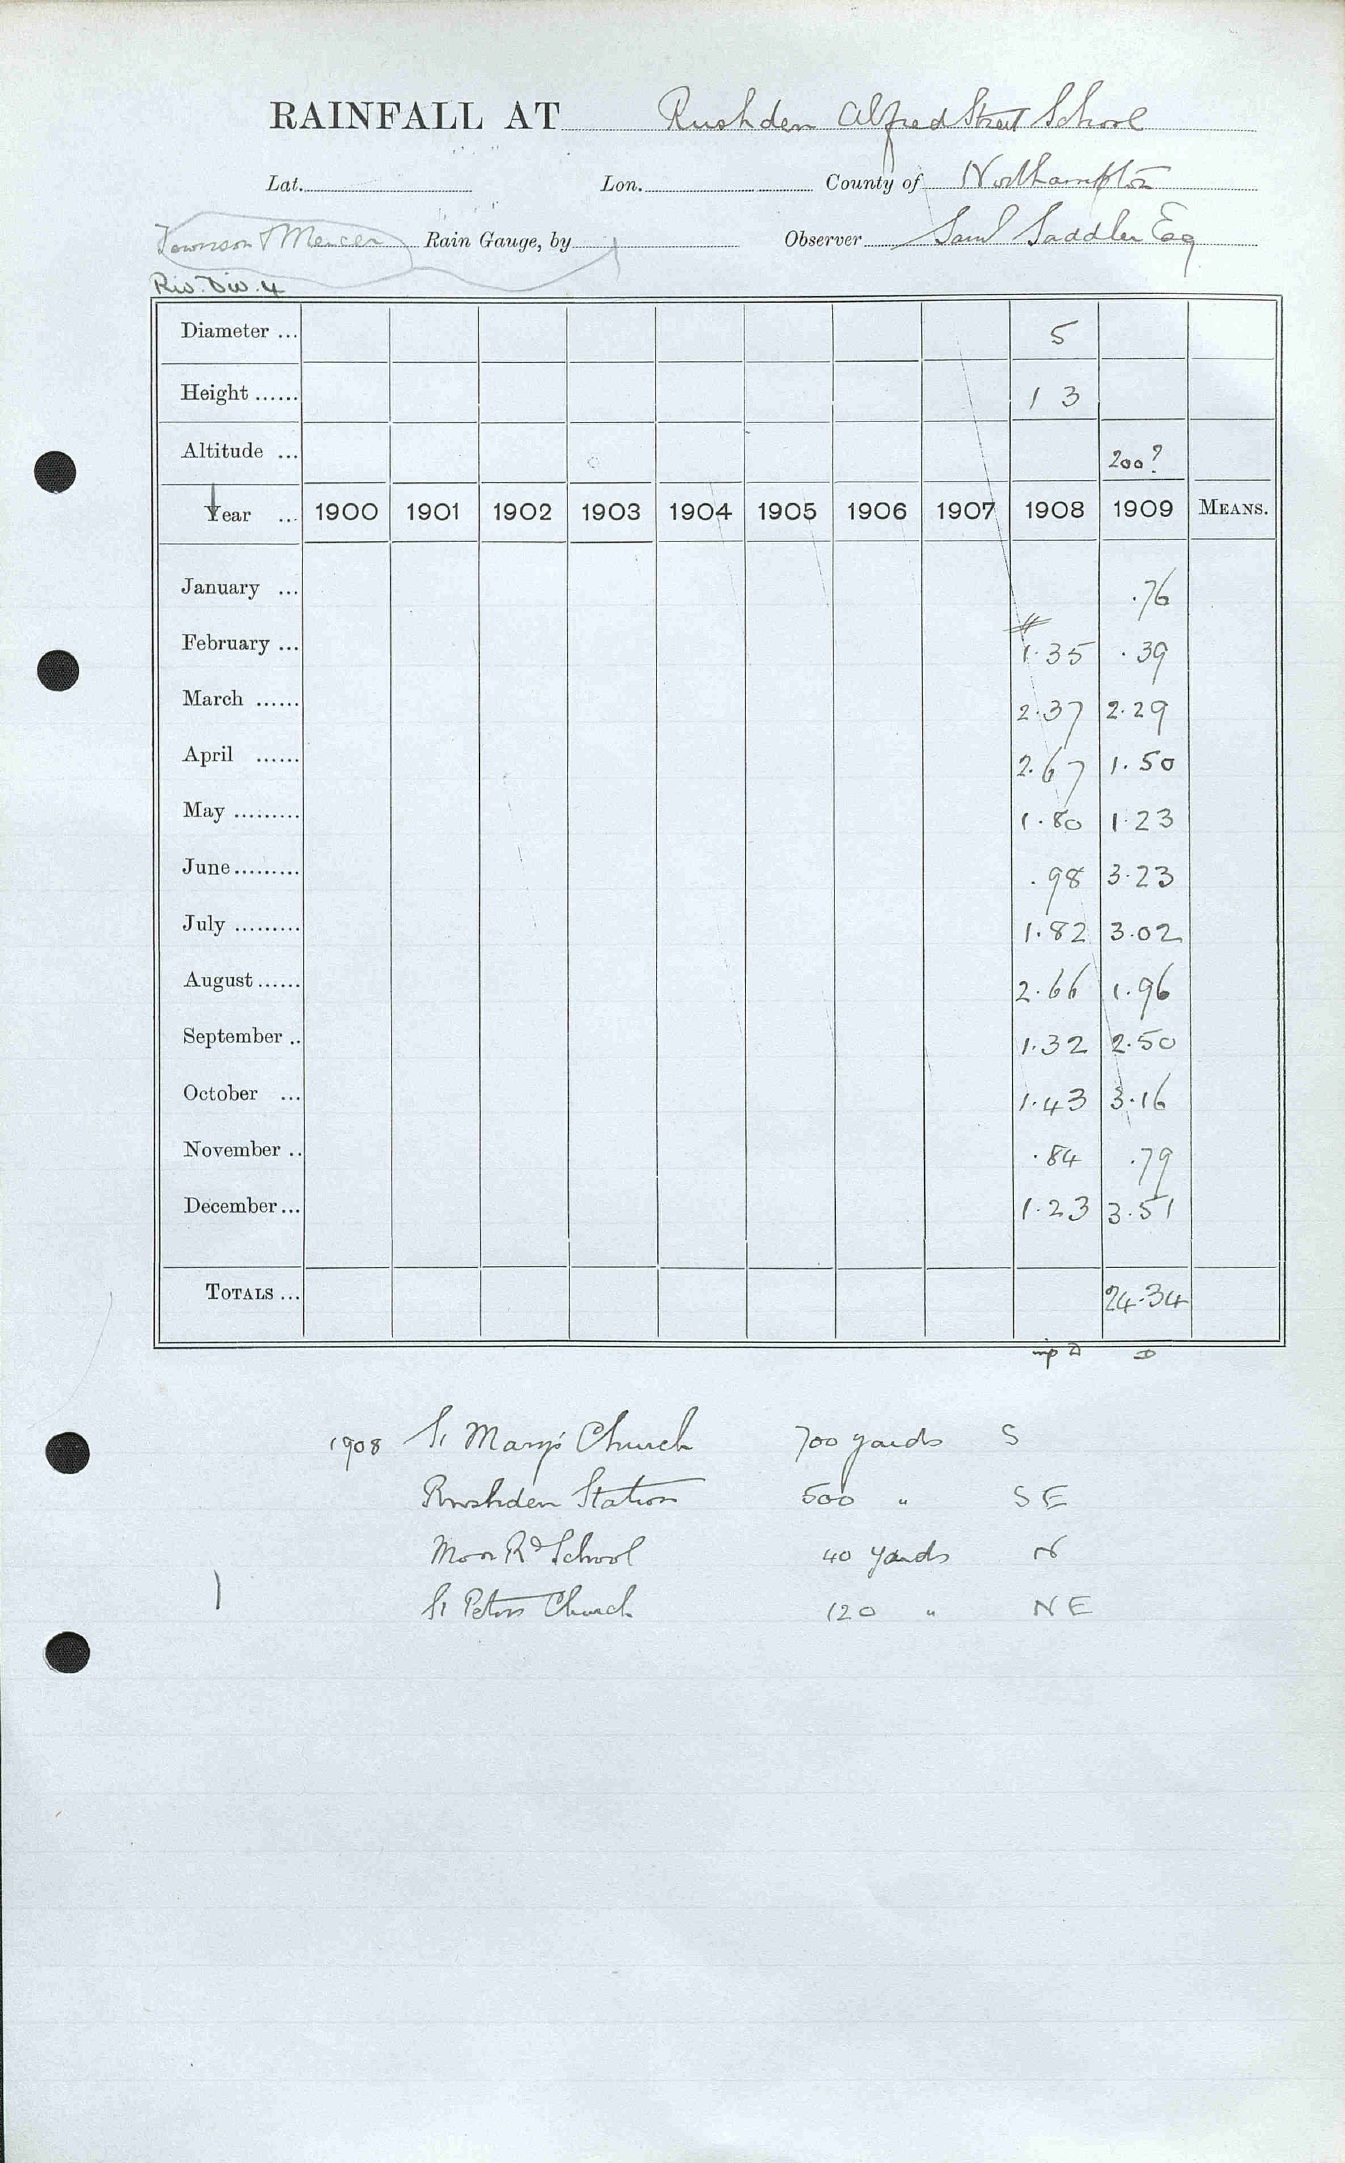 RAINFALL AT Rushden Alfred Street School
Lat. Lon. County of Northampton
Townson & Mercer Rain Gauge, by Observer Saml Saddler Esq
Riv. Div. 4
Diameter ... 5
Height ...... 1 3
Altitude ... 200?
Year ... 1900 1901 1902 1903 1904 1905 1906 1907 1908 1909 MEANS.
January ... .76
#
February ... 1.35 .39
March ...... 2.37 2.29
April ...... 2.67 1.50
May ......... 1.80 1.23
June ......... .98 3.23
July ......... 1.82 3.02
August ...... 2.66 1.96
September .. 1.32 2.50
October ... 1.43 3.16
November .. .84 .79
December ... 1.23 3.51
TOTALS ... 24.34
D
1908 St Mary's Church 700 yards S
Rushden Station 500 " S E
Moor Rd School 40 yards N
St Peters Church 120 " N E